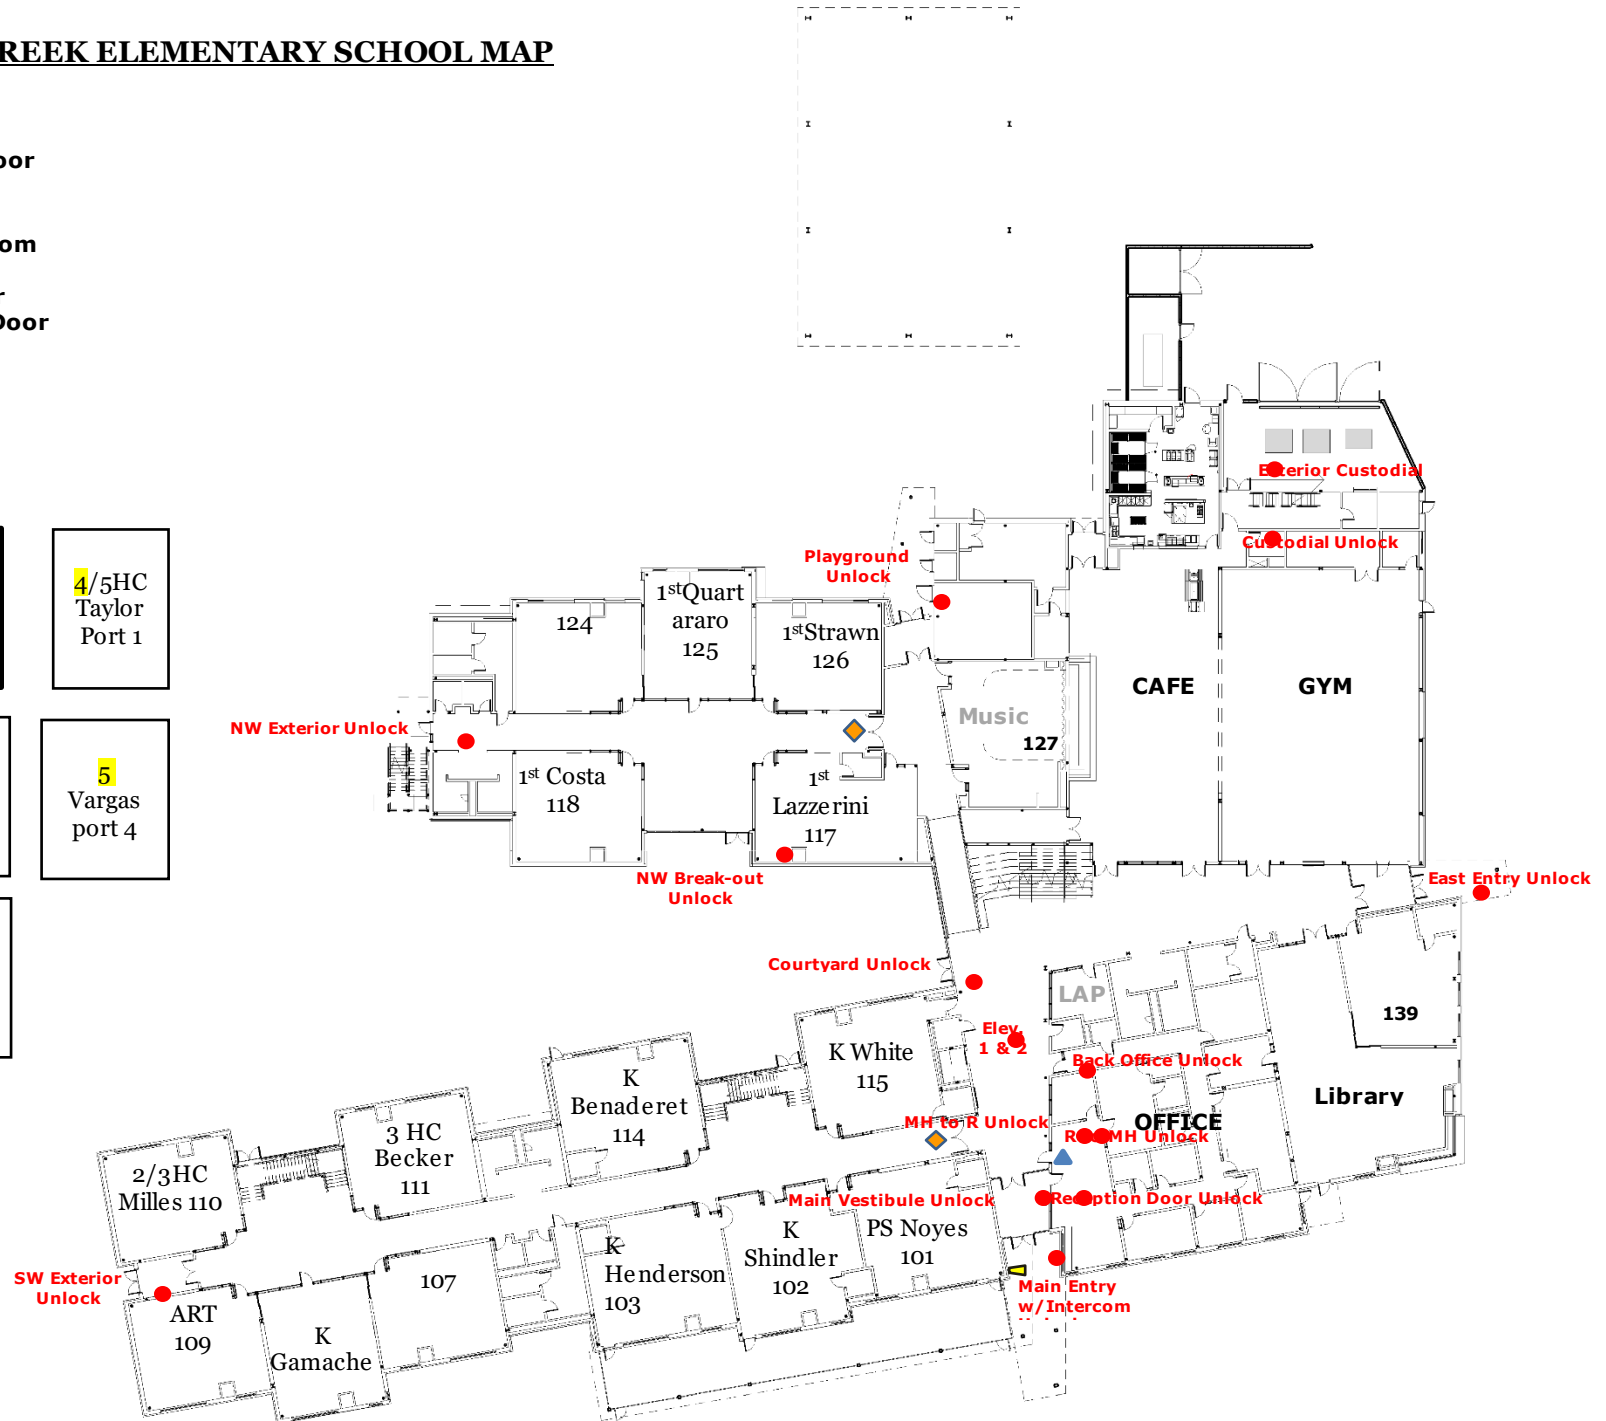 REEK ELEMENTARY SCHOOL MAP
oor
om
r
Door
4/5HC
Taylor
Port 1
5
Vargas
port 4
Exterior Custodial
Custodial Unlock
Playground
Unlock
124
1stQuart
araro
125
1stStrawn
126
CAFE
GYM
Music
127
NW Exterior Unlock
1st Costa
118
1st
Lazzerini
117
NW Break-out
Unlock
East Entry Unlock
Courtyard Unlock
LAP
139
Elev.
1 & 2
Back Office Unlock
K White
115
K
Benaderet
114
Library
MH to R Unlock
OFFICE
MH Unlock
3 HC
Becker
111
2/3HC
Milles 110
Main Vestibule Unlock
Reception Door Unlock
PS Noyes
101
K
Shindler
102
K
Henderson
103
107
SW Exterior
Unlock
ART
109
K
Gamache
Main Entry
w/Intercom